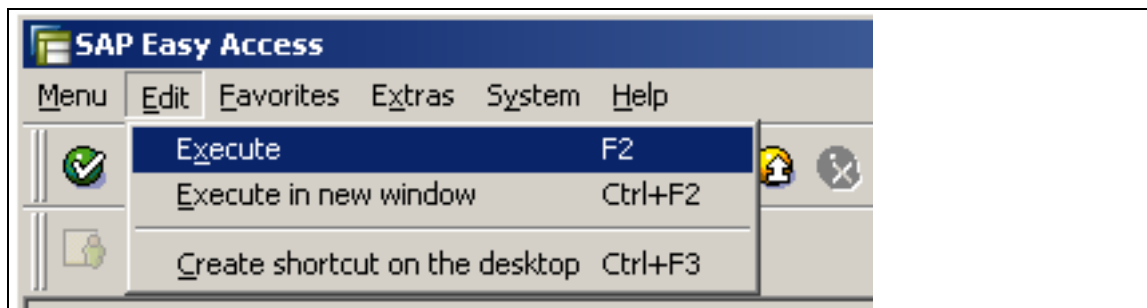 SAP Easy Access
Menu Edit Favorites Extras System Help
Execute F2
Execute in new window Ctrl+F2
Create shortcut on the desktop Ctrl+F3